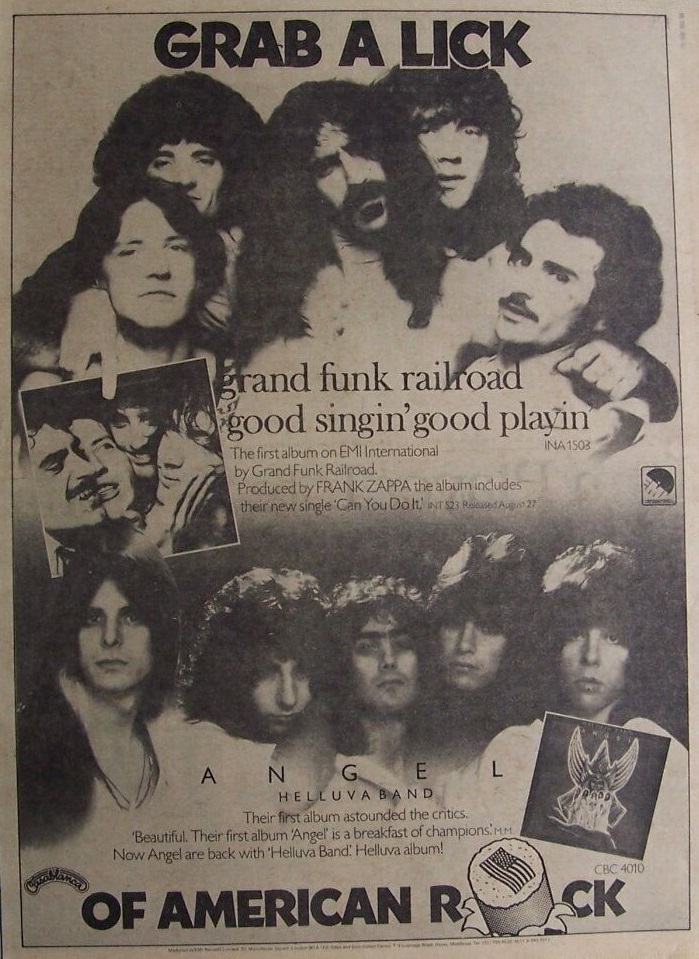 GRAB A LICK
grand funk railroad
good singin' good playin'
INA 1503
The first album on EMI International
by Grand Funk Railroad.
Produced by FRANK ZAPPA the album includes
their new single 'Can You Do It.' INT 523 Released August 27
ANGEL
HELLUVA BAND
Their first album astounded the critics.
'Beautiful. Their first album 'Angel' is a breakfast of champions.' M.M.
Now Angel are back with 'Helluva Band.' Helluva album!
ANGEL
CBC 4010
Casablanca
OF AMERICAN ROCK